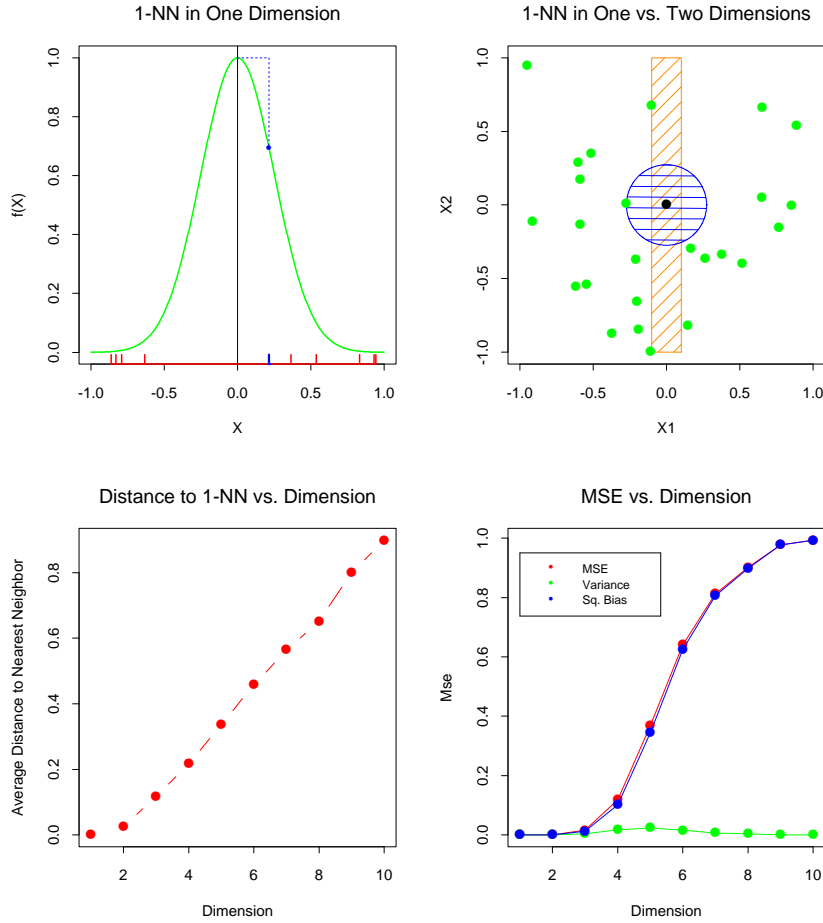 1-NN in One Dimension
f(X)
0.0 0.2 0.4 0.6 0.8 1.0
-1.0 -0.5 0.0 0.5 1.0
X
1-NN in One vs. Two Dimensions
X2
-1.0 -0.5 0.0 0.5 1.0
-1.0 -0.5 0.0 0.5 1.0
X1
Distance to 1-NN vs. Dimension
Average Distance to Nearest Neighbor
0.0 0.2 0.4 0.6 0.8
2 4 6 8 10
Dimension
MSE vs. Dimension
Mse
0.0 0.2 0.4 0.6 0.8 1.0
MSE
Variance
Sq. Bias
2 4 6 8 10
Dimension